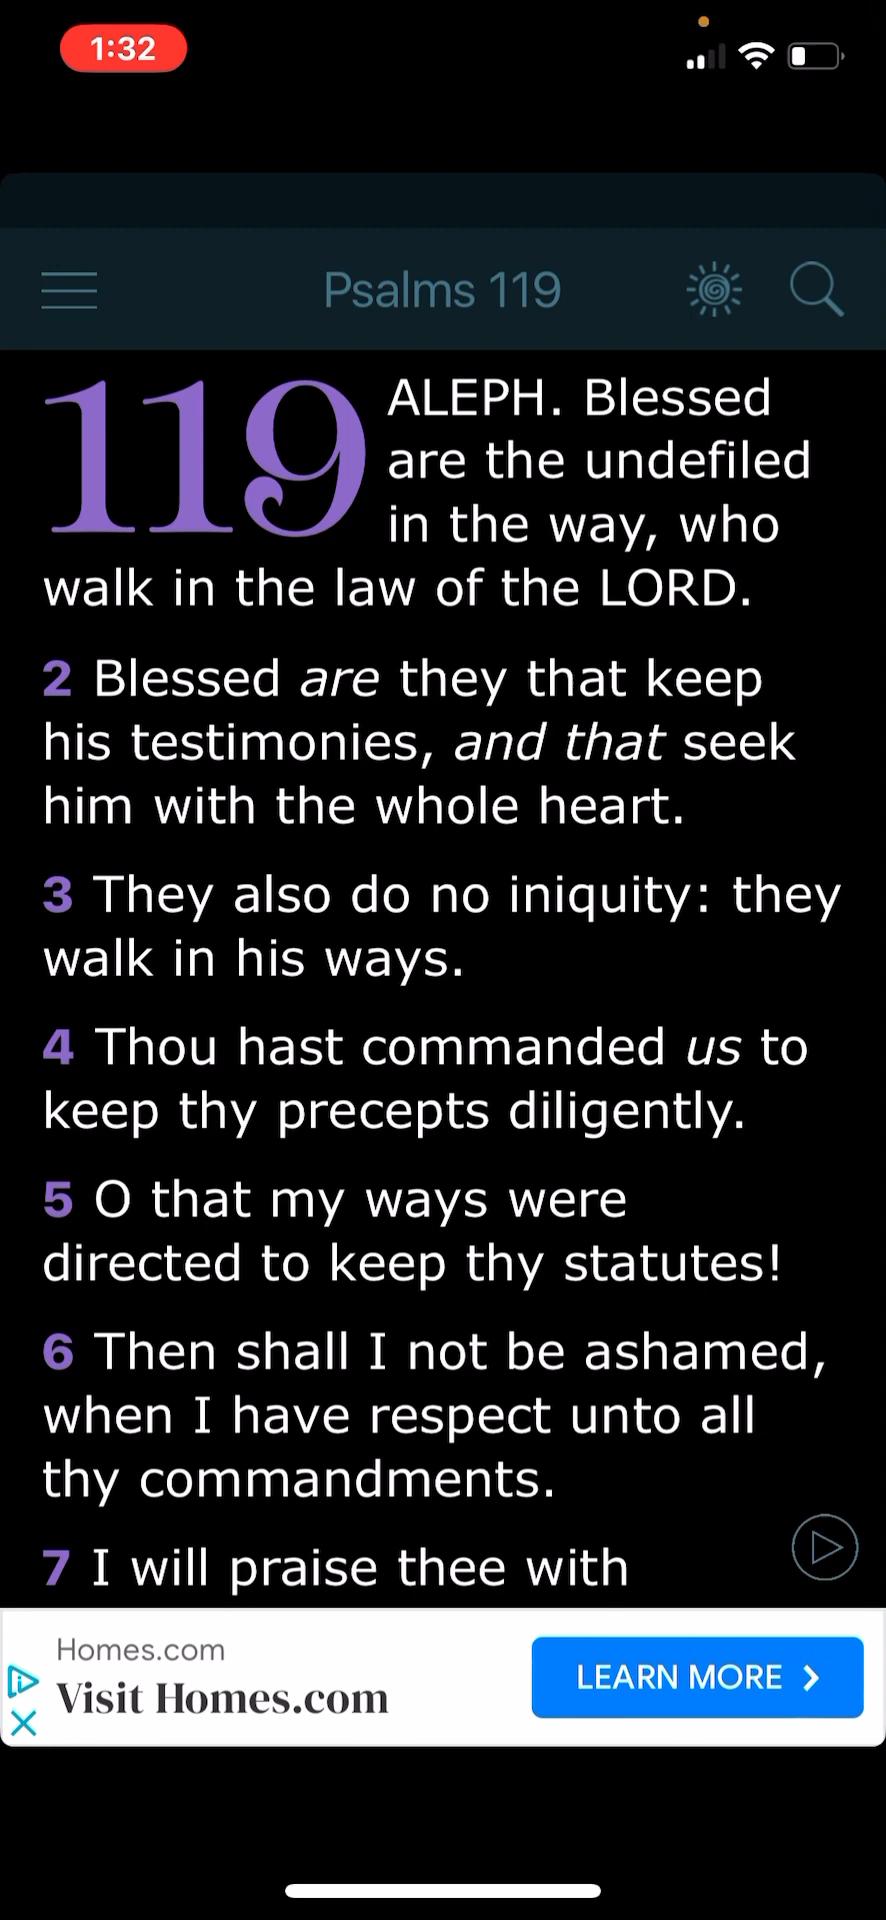 1:32
Psalms 119
119 ALEPH. Blessed
are the undefiled
in the way, who
walk in the law of the LORD.
2 Blessed are they that keep
his testimonies, and that seek
him with the whole heart.
3 They also do no iniquity: they
walk in his ways.
4 Thou hast commanded us to
keep thy precepts diligently.
5 O that my ways were
directed to keep thy statutes!
6 Then shall I not be ashamed,
when I have respect unto all
thy commandments.
7 I will praise thee with
Homes.com
Visit Homes.com
LEARN MORE